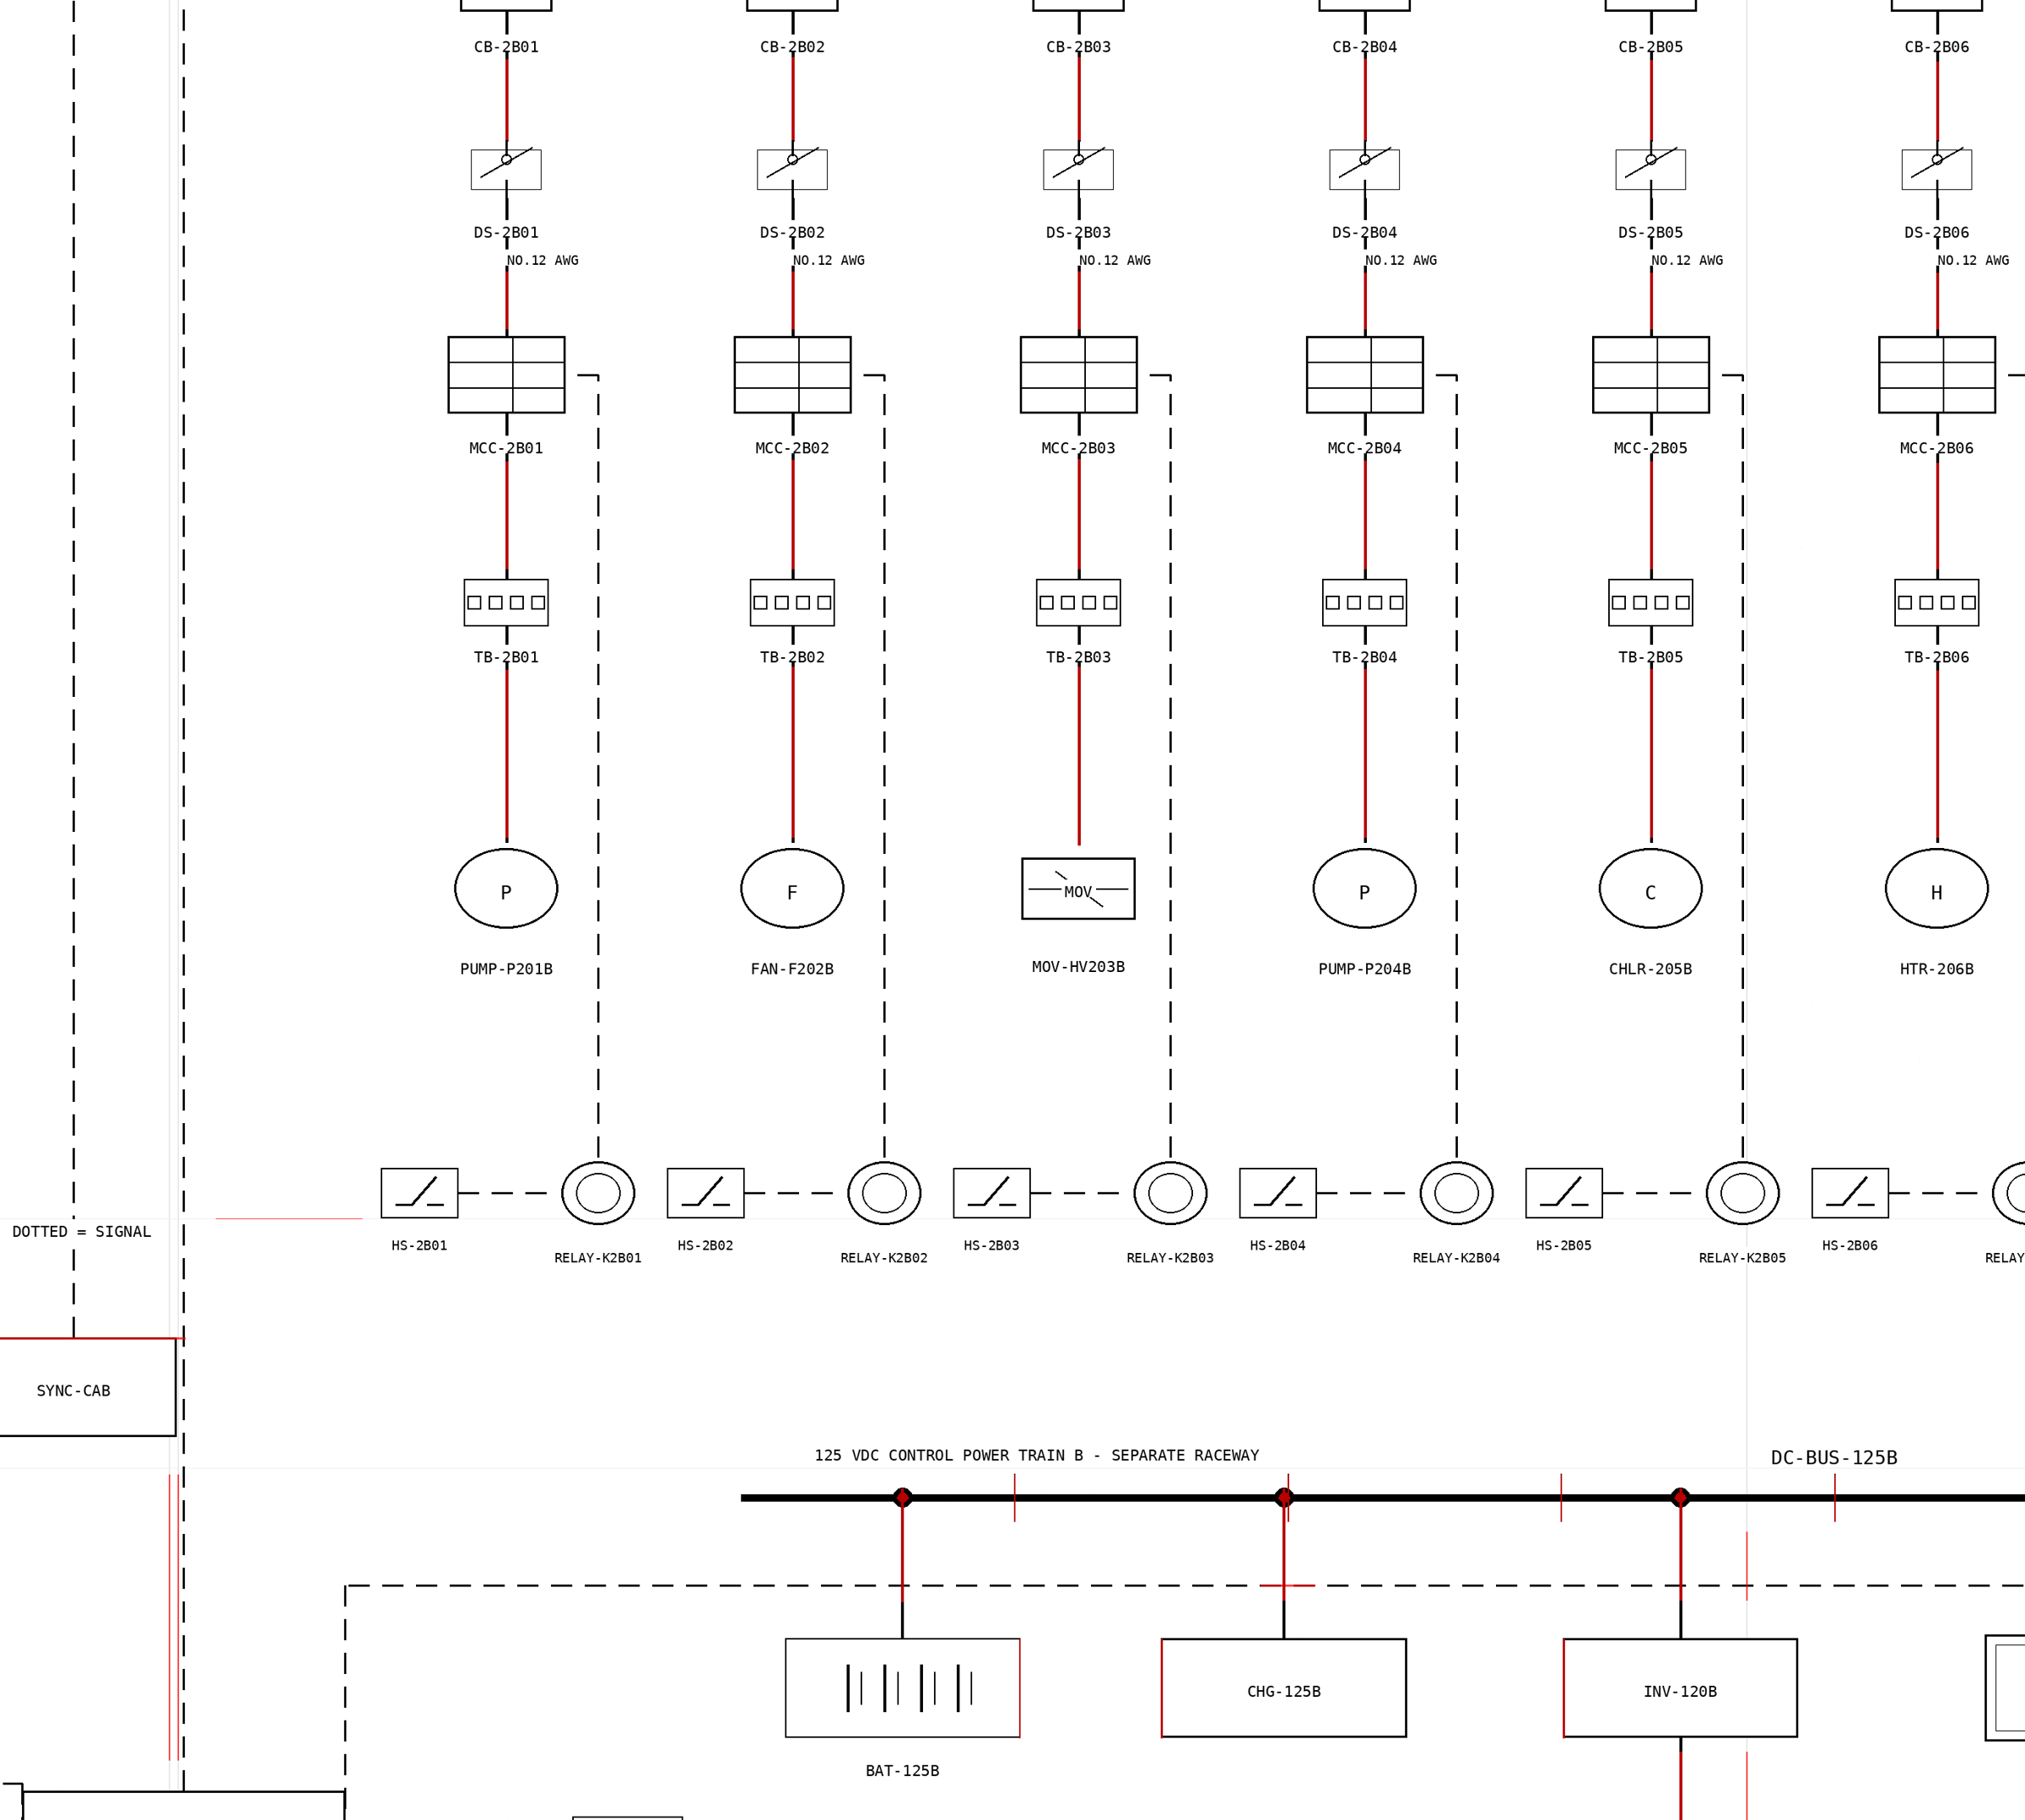 CB-2B01 CB-2B02 CB-2B03 CB-2B04 CB-2B05 CB-2B06
DS-2B01 DS-2B02 DS-2B03 DS-2B04 DS-2B05 DS-2B06
NO.12 AWG NO.12 AWG NO.12 AWG NO.12 AWG NO.12 AWG NO.12 AWG
MCC-2B01 MCC-2B02 MCC-2B03 MCC-2B04 MCC-2B05 MCC-2B06
TB-2B01 TB-2B02 TB-2B03 TB-2B04 TB-2B05 TB-2B06
P F MOV P C H
PUMP-P201B FAN-F202B MOV-HV203B PUMP-P204B CHLR-205B HTR-206B
DOTTED = SIGNAL
HS-2B01 HS-2B02 HS-2B03 HS-2B04 HS-2B05 HS-2B06
RELAY-K2B01 RELAY-K2B02 RELAY-K2B03 RELAY-K2B04 RELAY-K2B05 RELAY
SYNC-CAB
125 VDC CONTROL POWER TRAIN B - SEPARATE RACEWAY DC-BUS-125B
CHG-125B INV-120B
BAT-125B